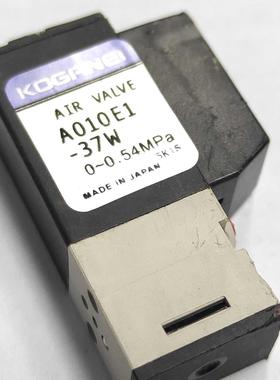 KOGANEI
AIR VALVE
A010E1
-37W
0~0.54MPa
MADE IN JAPAN